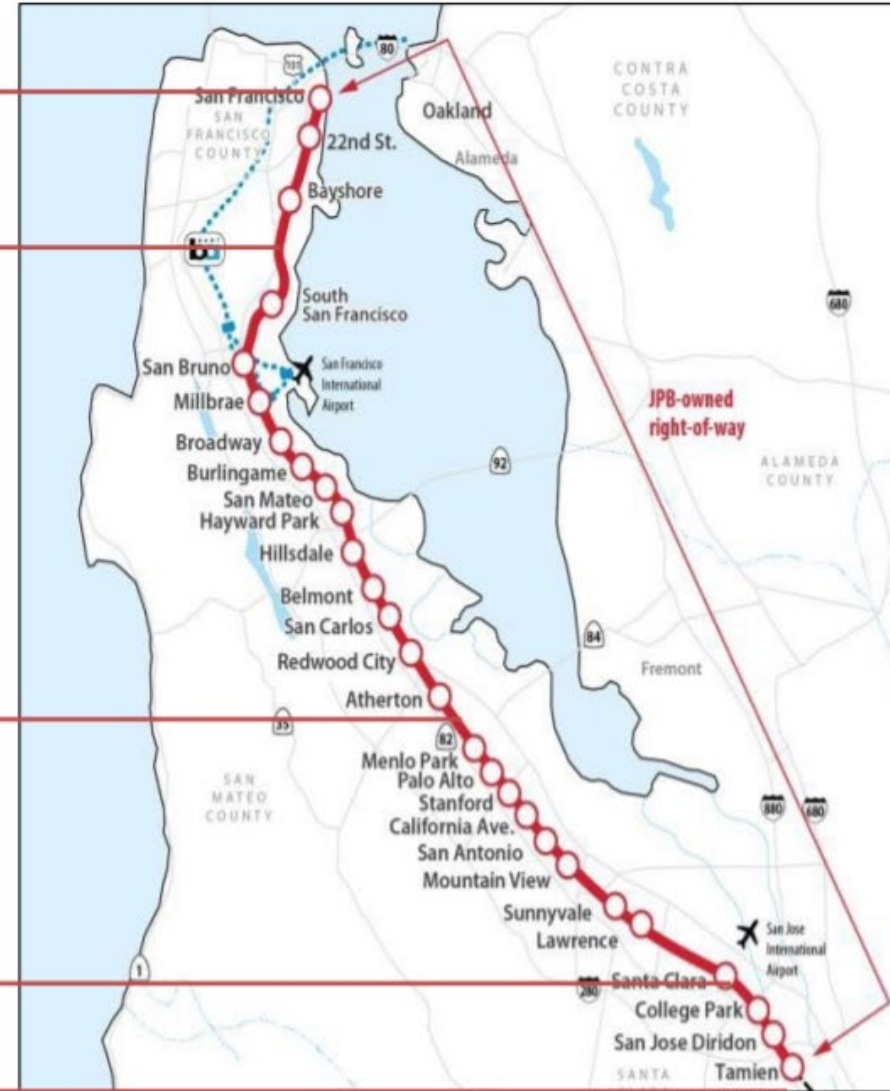 80
101
San Francisco
SAN
FRANCISCO
COUNTY
22nd St.
Bayshore
Oakland
Alameda
CONTRA
COSTA
COUNTY
680
ba
South
San Francisco
San Bruno
San Francisco
International
Airport
Millbrae
JPB-owned
right-of-way
Broadway
Burlingame
San Mateo
Hayward Park
92
ALAMEDA
COUNTY
Hillsdale
Belmont
San Carlos
Redwood City
84
Fremont
Atherton
35
82
Menlo Park
Palo Alto
Stanford
California Ave.
San Antonio
Mountain View
SAN
MATEO
COUNTY
880
680
Sunnyvale
Lawrence
San Jose
International
Airport
1
280
Santa Clara
College Park
San Jose Diridon
Tamien
SANTA